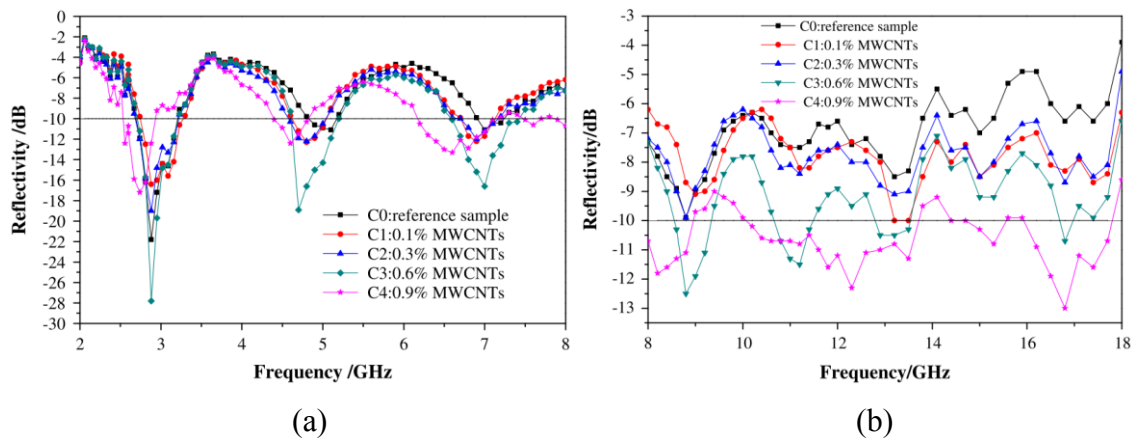 Reflectivity /dB
-2
-4
-6
-8
-10
-12
-14
-16
-18
-20
-22
-24
-26
-28
-30
C0:reference sample
C1:0.1% MWCNTs
C2:0.3% MWCNTs
C3:0.6% MWCNTs
C4:0.9% MWCNTs
2 3 4 5 6 7 8
Frequency /GHz
(a)
Reflectivity/dB
-3
-4
-5
-6
-7
-8
-9
-10
-11
-12
-13
C0:reference sample
C1:0.1% MWCNTs
C2:0.3% MWCNTs
C3:0.6% MWCNTs
C4:0.9% MWCNTs
8 10 12 14 16 18
Frequency/GHz
(b)